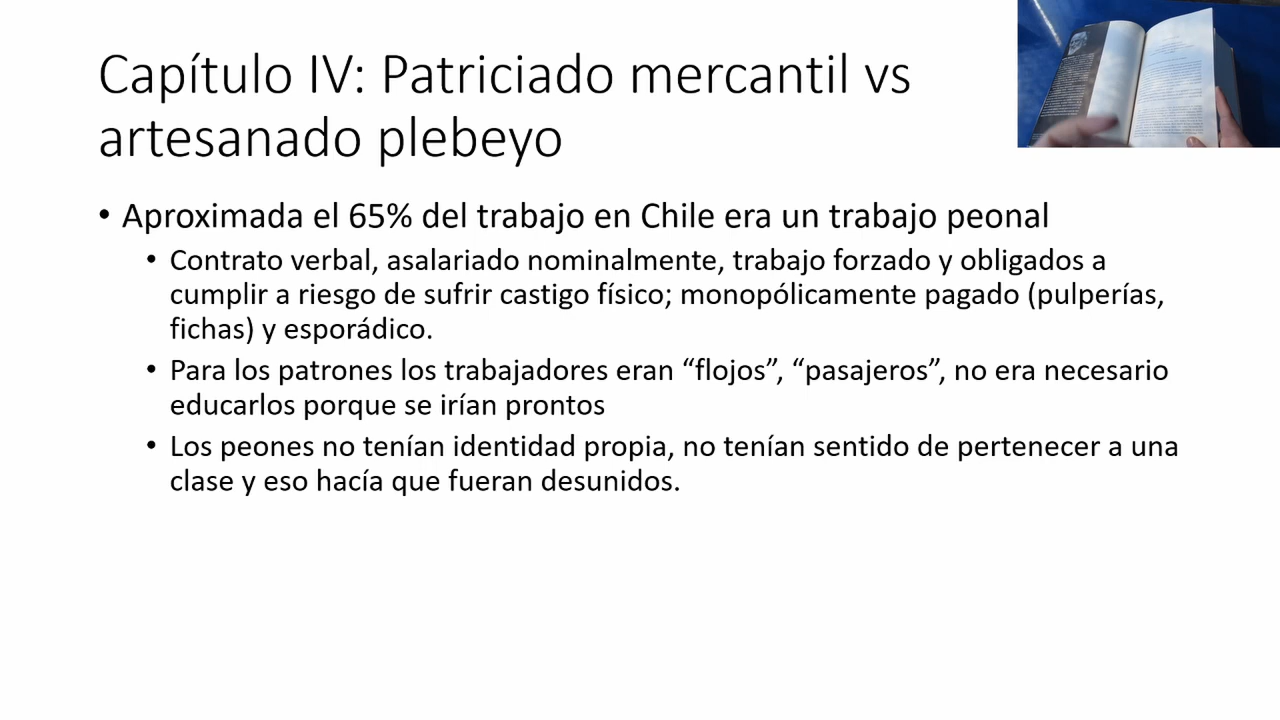 Capítulo IV: Patriciado mercantil vs
artesanado plebeyo
• Aproximada el 65% del trabajo en Chile era un trabajo peonal
• Contrato verbal, asalariado nominalmente, trabajo forzado y obligados a
cumplir a riesgo de sufrir castigo físico; monopólicamente pagado (pulperías,
fichas) y esporádico.
• Para los patrones los trabajadores eran “flojos”, “pasajeros”, no era necesario
educarlos porque se irían prontos
• Los peones no tenían identidad propia, no tenían sentido de pertenecer a una
clase y eso hacía que fueran desunidos.